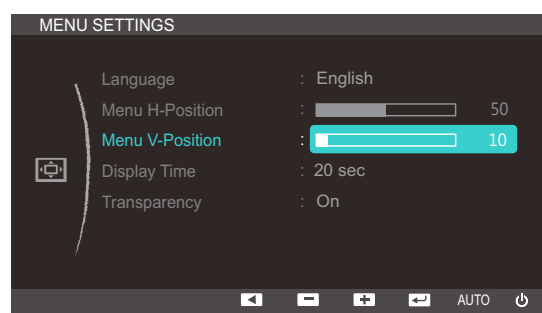 MENU SETTINGS
Language : English
Menu H-Position : 50
Menu V-Position : 10
Display Time : 20 sec
Transparency : On
AUTO